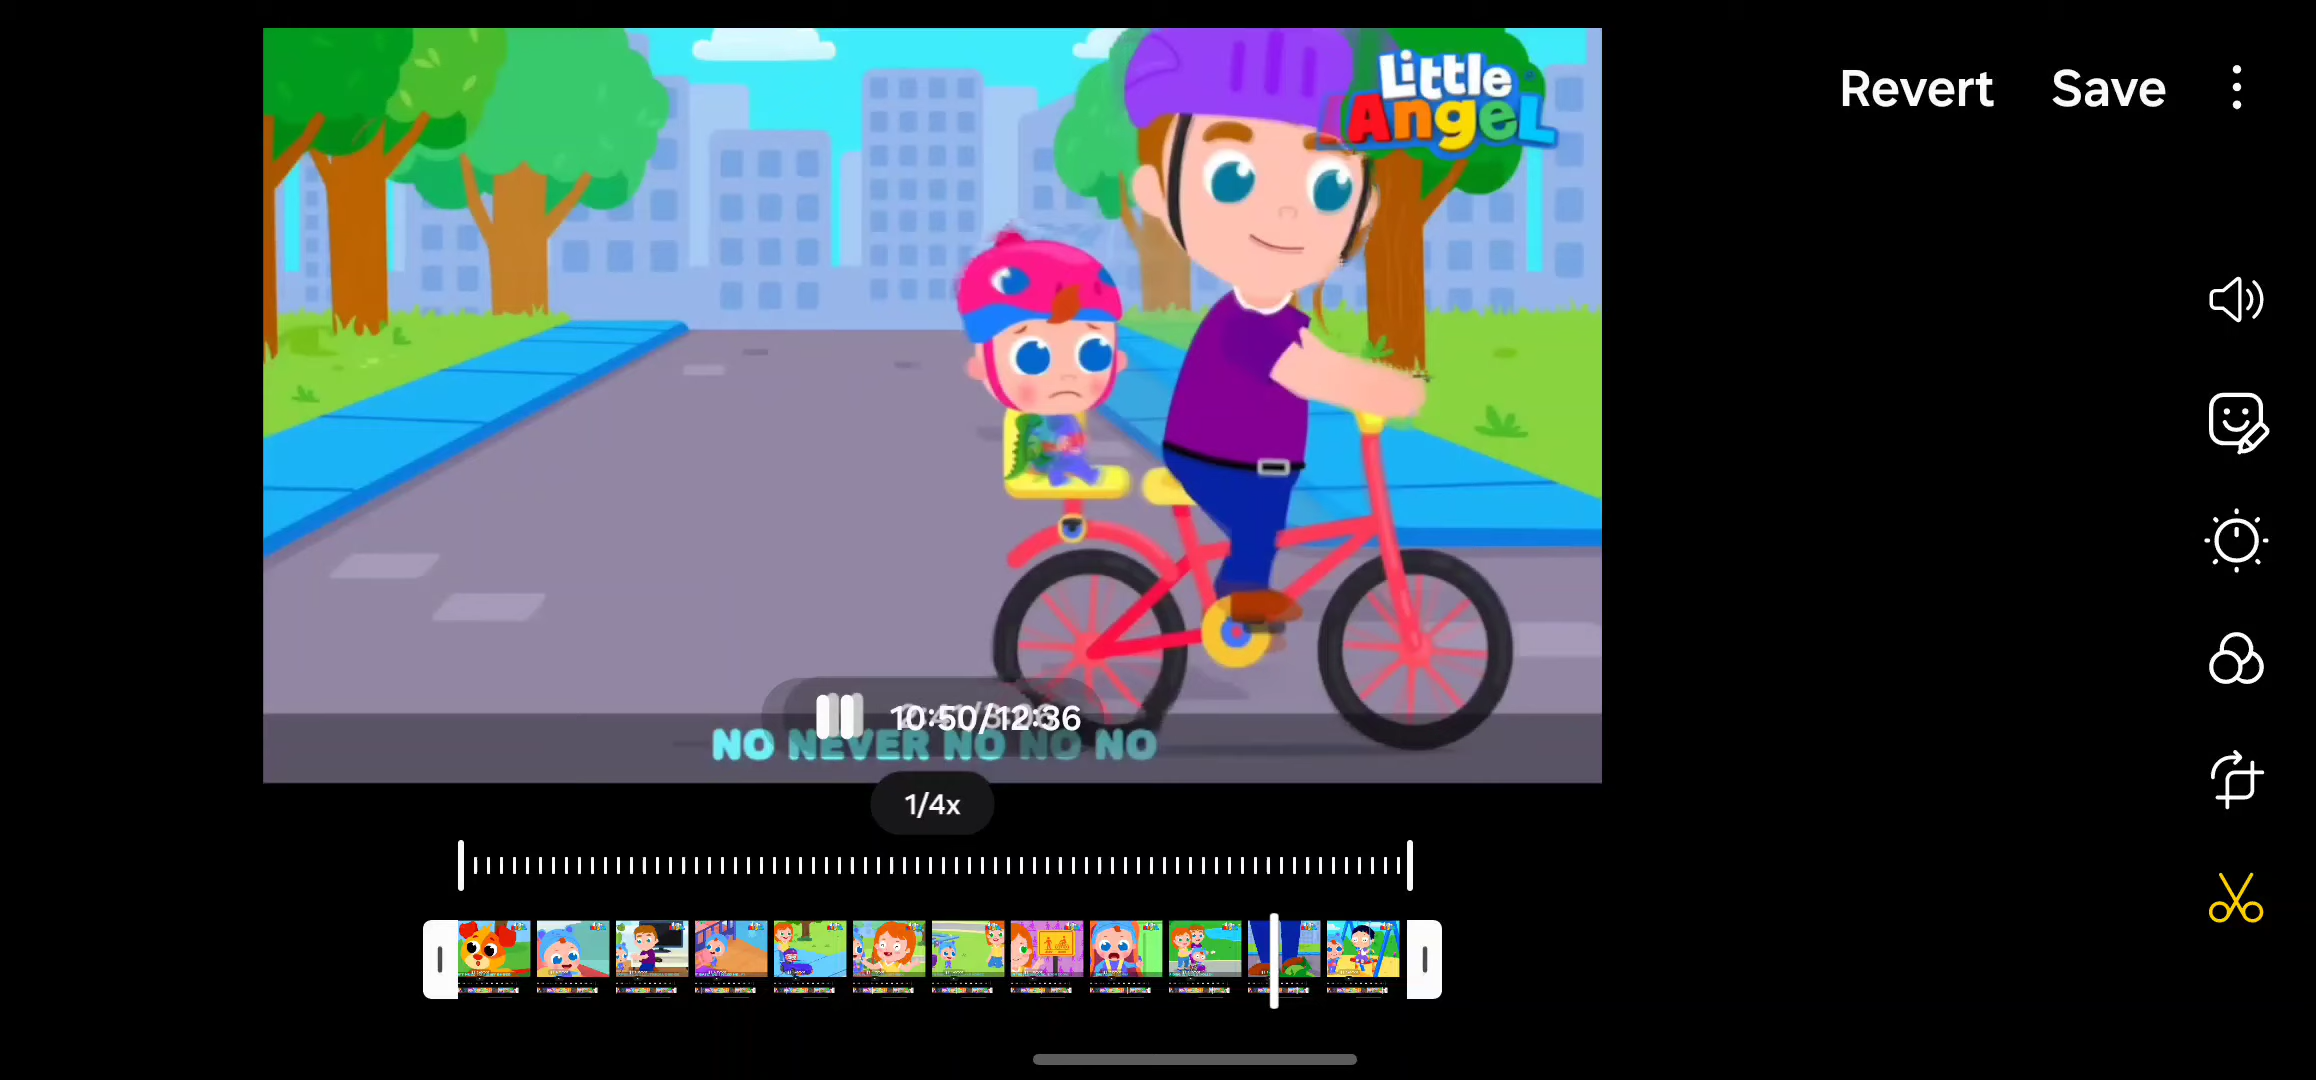 Little
Angel
Revert
Save
10:50/12:36
NO NEVER NO NO NO
1/4x